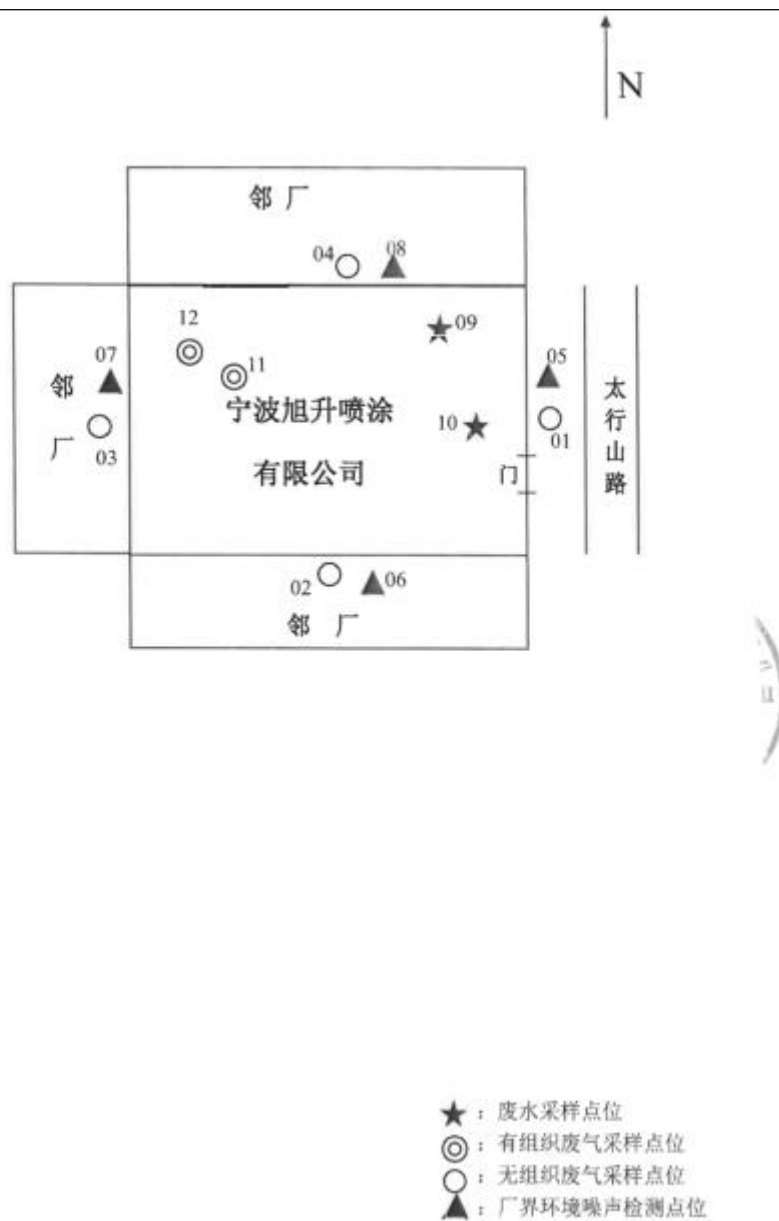 N
邻 厂
04
08
12
11
09
07
05
邻
厂
03
宁波旭升喷涂
有限公司
10
门
01
太
行
山
路
02
06
邻 厂
★ ：废水采样点位
◎ ：有组织废气采样点位
○ ：无组织废气采样点位
▲ ：厂界环境噪声检测点位